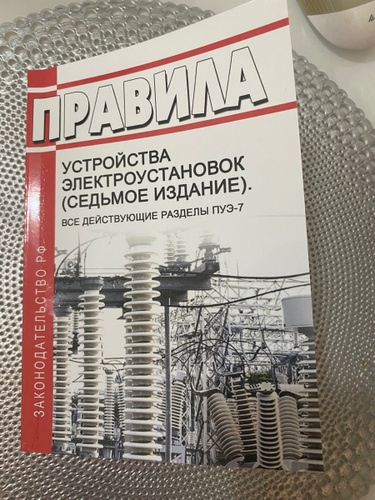 ПРАВИЛА
УСТРОЙСТВА
ЭЛЕКТРОУСТАНОВОК
(СЕДЬМОЕ ИЗДАНИЕ).
ВСЕ ДЕЙСТВУЮЩИЕ РАЗДЕЛЫ ПУЭ-7
ЗАКОНОДАТЕЛЬСТВО РФ